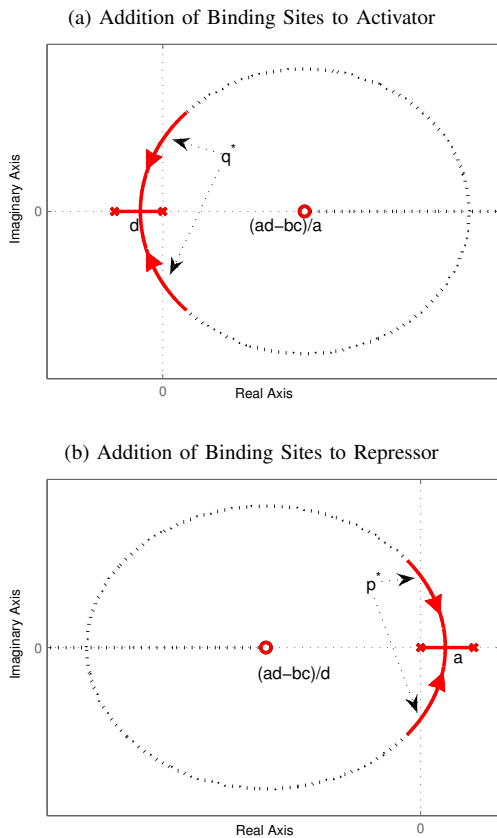 (a) Addition of Binding Sites to Activator
Imaginary Axis
q*
0
d
(ad−bc)/a
0
Real Axis
(b) Addition of Binding Sites to Repressor
Imaginary Axis
p*
0
a
(ad−bc)/d
0
Real Axis